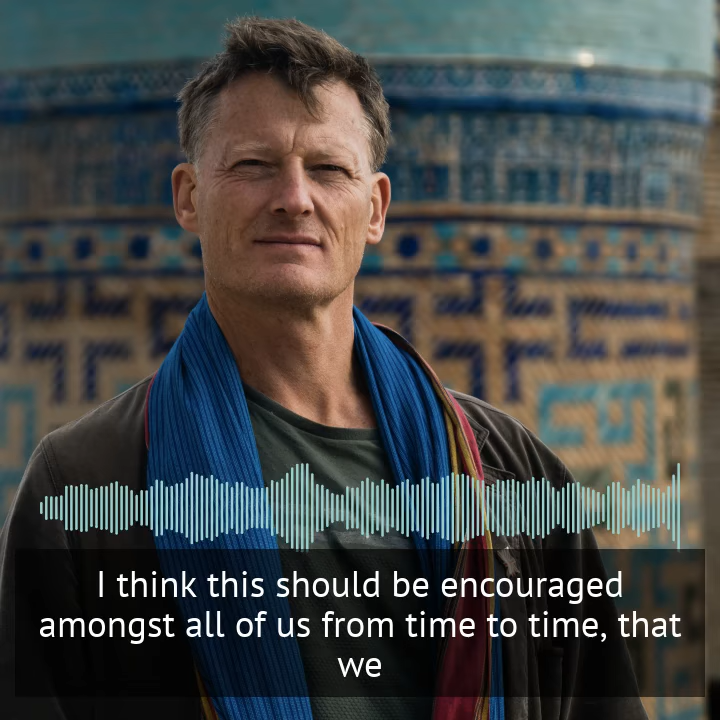 I think this should be encouraged
amongst all of us from time to time, that
we